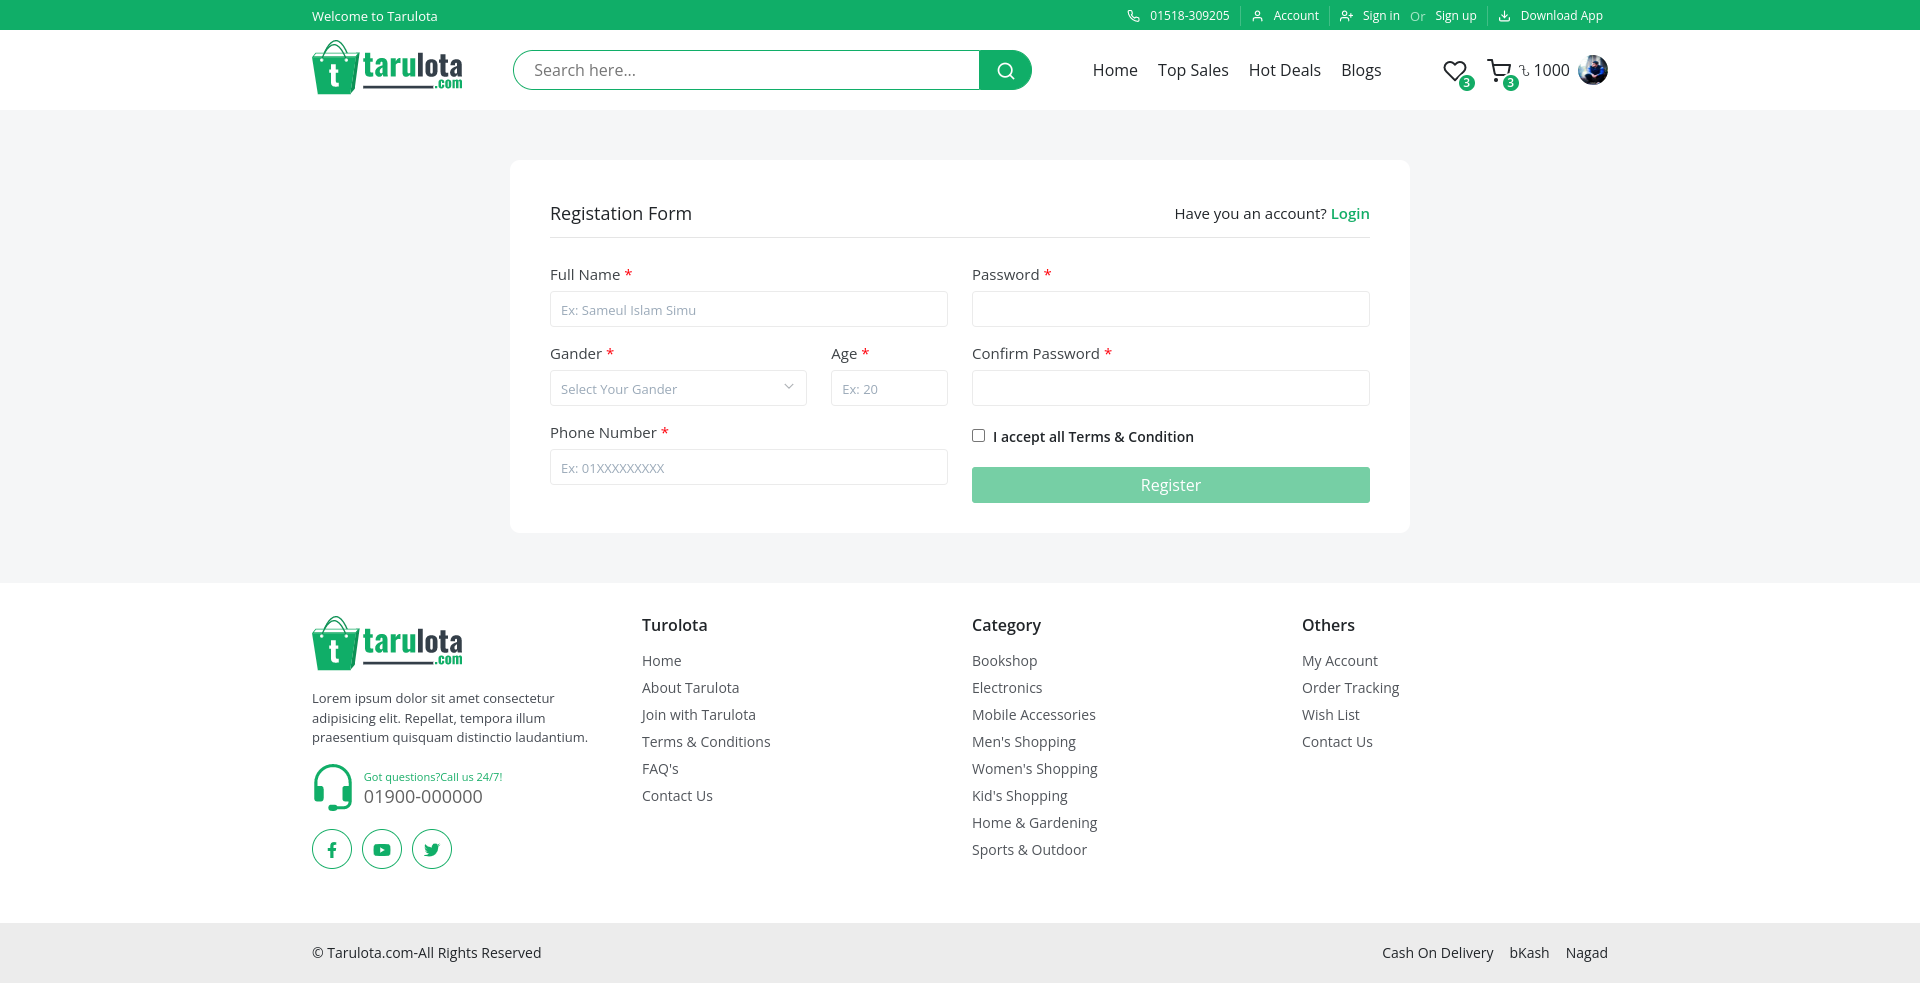 Welcome to Tarulota
01518-309205 Account Sign in Or Sign up Download App
t tarulota .com
Search here...
Home Top Sales Hot Deals Blogs
3 3 ৳ 1000
Registation Form
Have you an account? Login
Full Name *
Ex: Sameul Islam Simu
Password *
Gander *
Select Your Gander
Age *
Ex: 20
Confirm Password *
Phone Number *
Ex: 01XXXXXXXXX
I accept all Terms & Condition
Register
t tarulota .com
Lorem ipsum dolor sit amet consectetur
adipisicing elit. Repellat, tempora illum
praesentium quisquam distinctio laudantium.
Got questions?Call us 24/7!
01900-000000
Turolota
Home
About Tarulota
Join with Tarulota
Terms & Conditions
FAQ's
Contact Us
Category
Bookshop
Electronics
Mobile Accessories
Men's Shopping
Women's Shopping
Kid's Shopping
Home & Gardening
Sports & Outdoor
Others
My Account
Order Tracking
Wish List
Contact Us
© Tarulota.com-All Rights Reserved
Cash On Delivery bKash Nagad